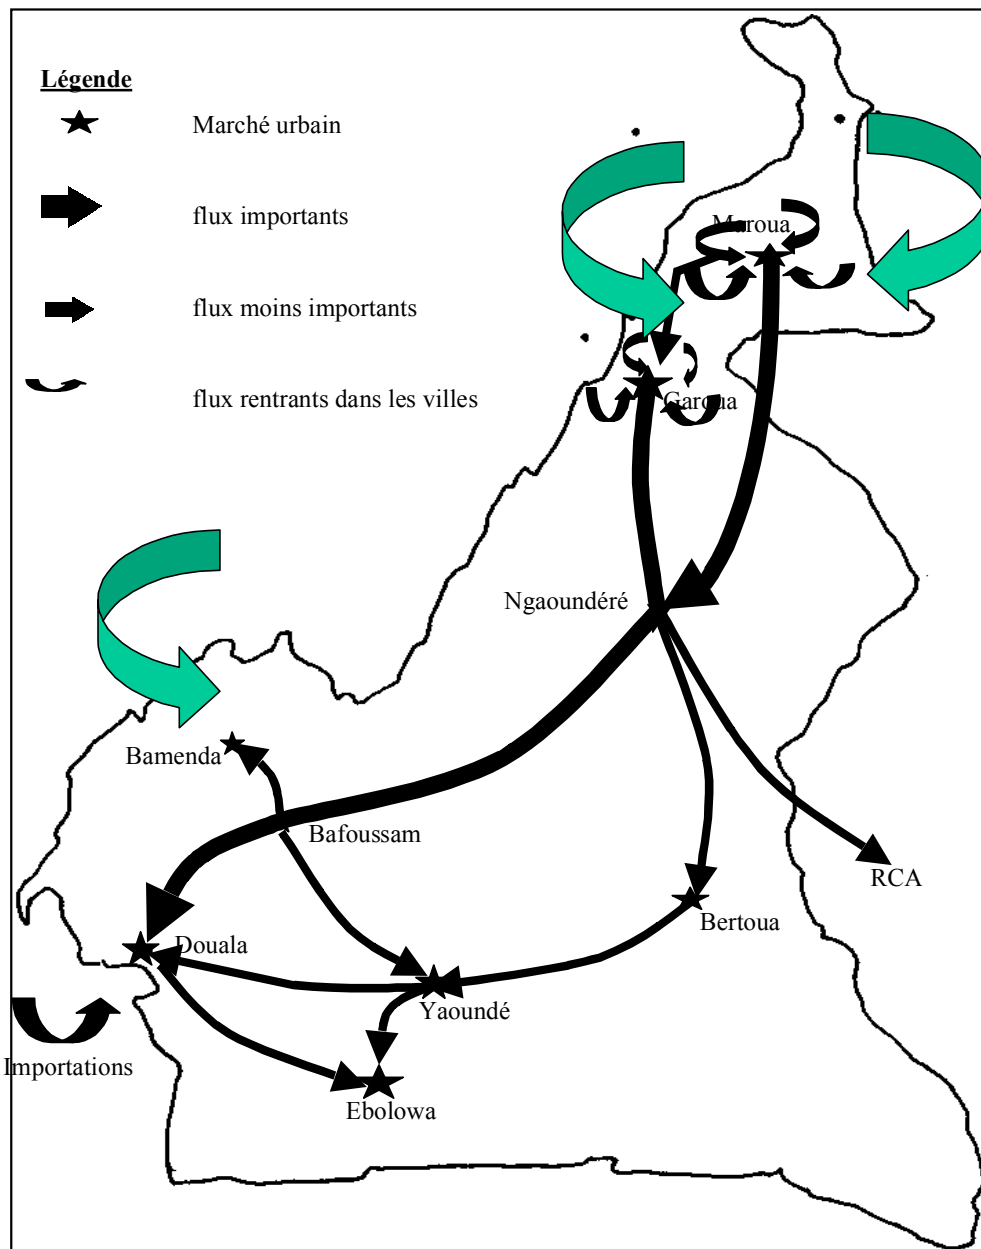 Légende
Marché urbain
flux importants
flux moins importants
flux rentrants dans les villes
Maroua
Garoua
Ngaoundéré
Bamenda
Bafoussam
RCA
Bertoua
Douala
Yaoundé
Importations
Ebolowa